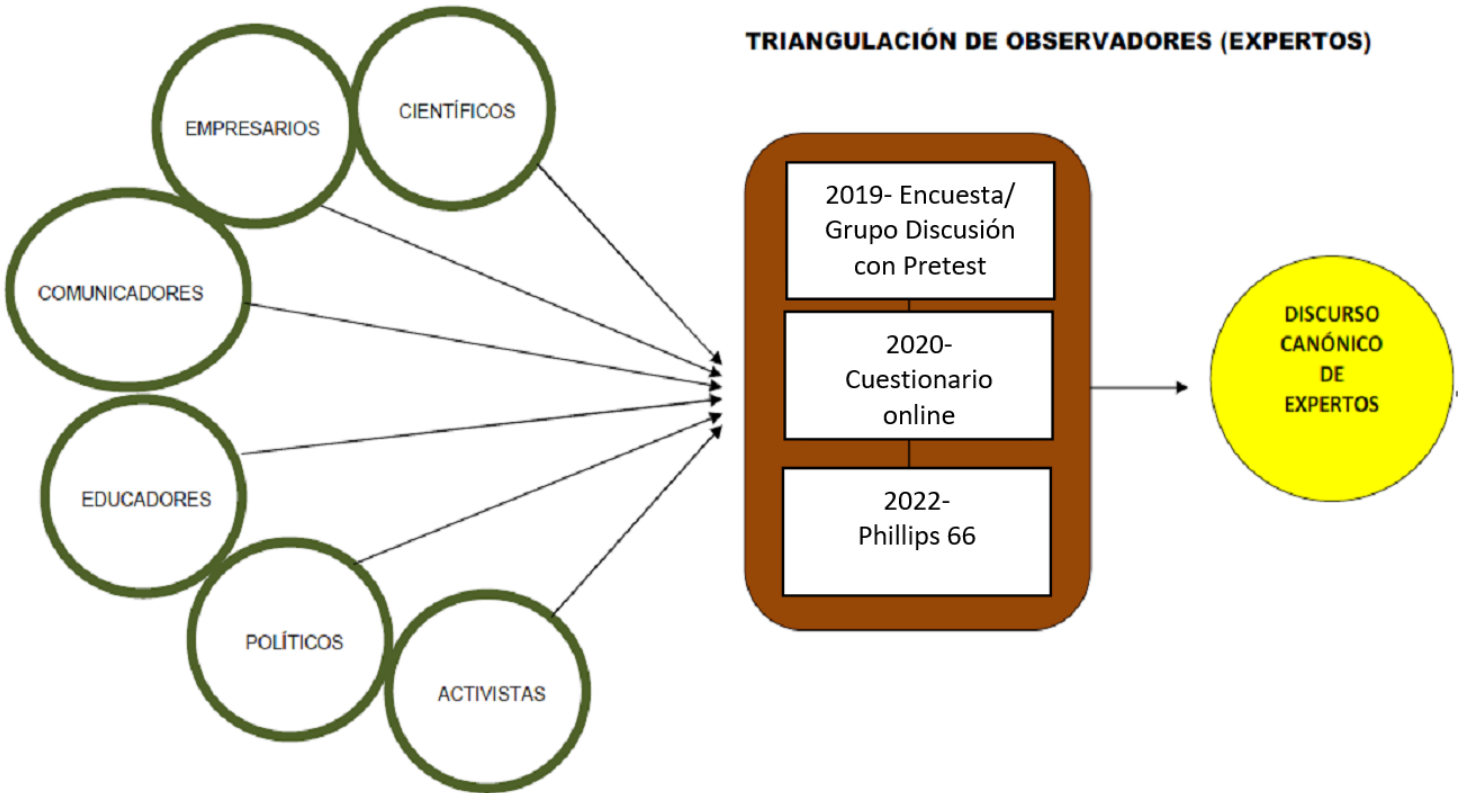 TRIANGULACIÓN DE OBSERVADORES (EXPERTOS)
CIENTÍFICOS
EMPRESARIOS
COMUNICADORES
EDUCADORES
POLÍTICOS
ACTIVISTAS
2019- Encuesta/
Grupo Discusión
con Pretest
2020-
Cuestionario
online
2022-
Phillips 66
DISCURSO
CANÓNICO
DE
EXPERTOS